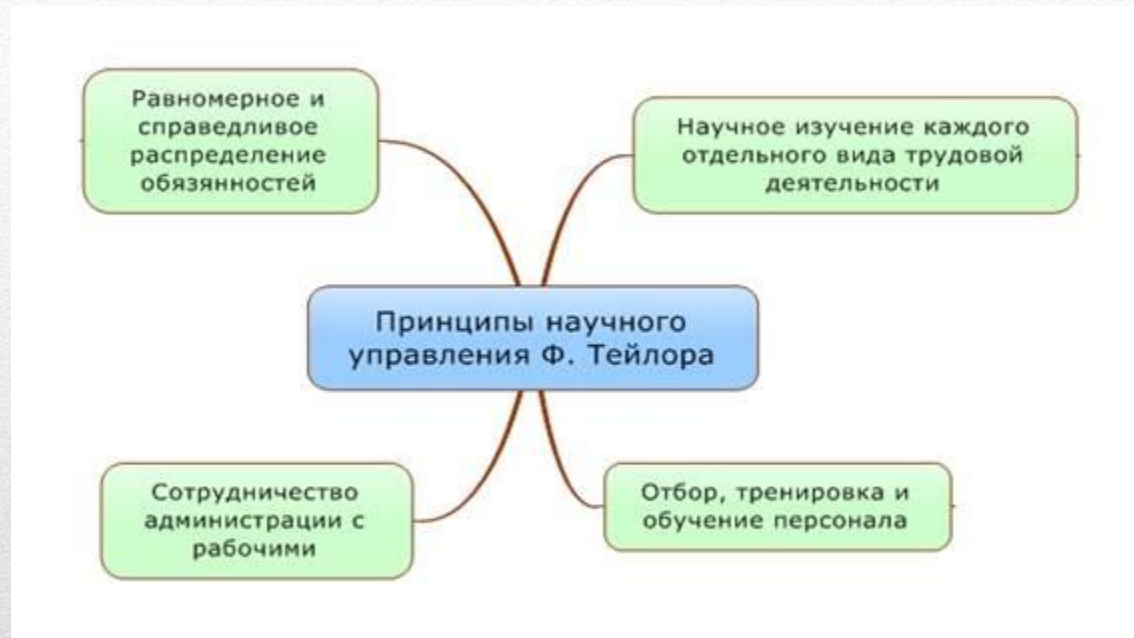 Равномерное и
справедливое
распределение
обязянностей
Научное изучение каждого
отдельного вида трудовой
деятельности
Принципы научного
управления Ф. Тейлора
Сотрудничество
администрации с
рабочими
Отбор, тренировка и
обучение персонала